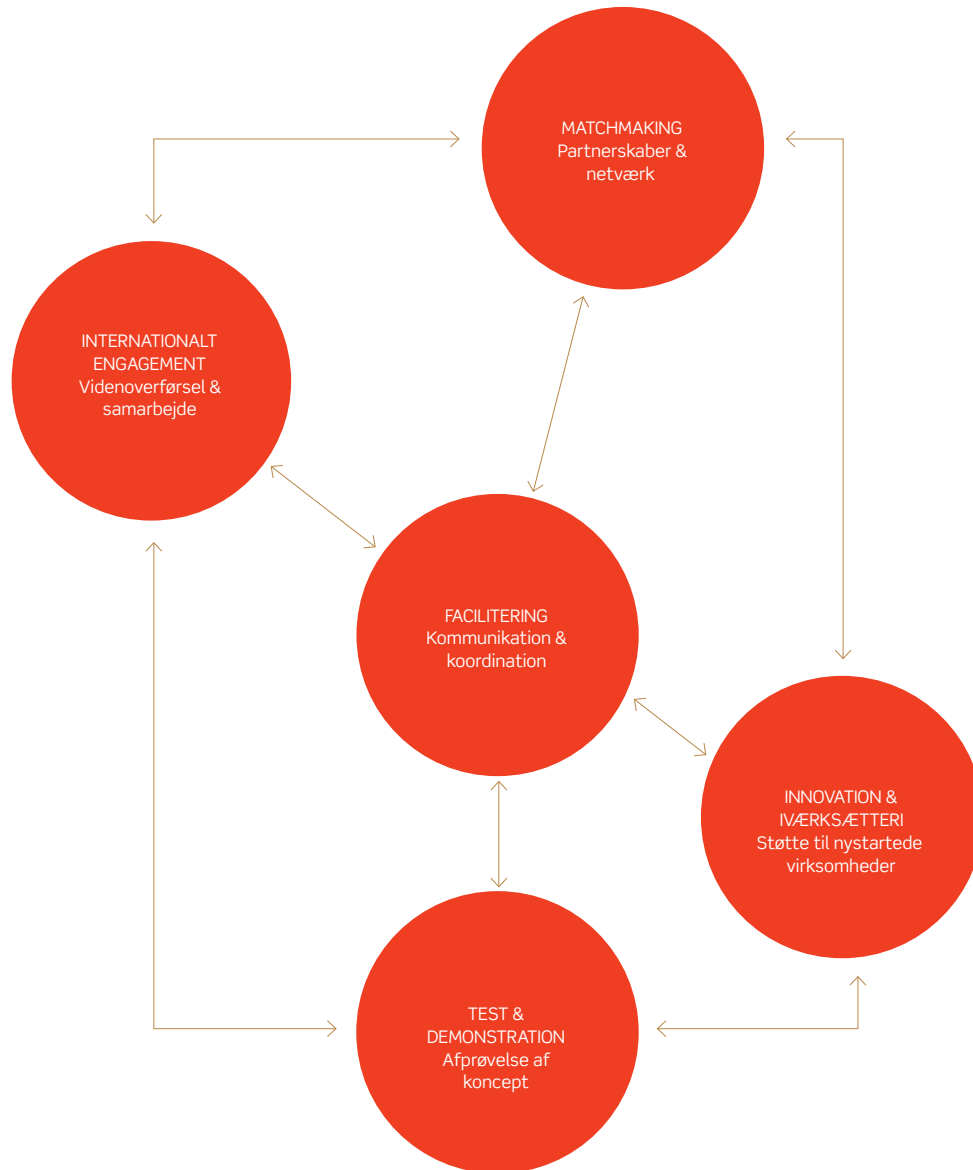 MATCHMAKING
Partnerskaber &
netværk
INTERNATIONALT
ENGAGEMENT
Videnoverførsel &
samarbejde
FACILITERING
Kommunikation &
koordination
INNOVATION &
IVÆRKSÆTTERI
Støtte til nystartede
virksomheder
TEST &
DEMONSTRATION
Afprøvelse af
koncept